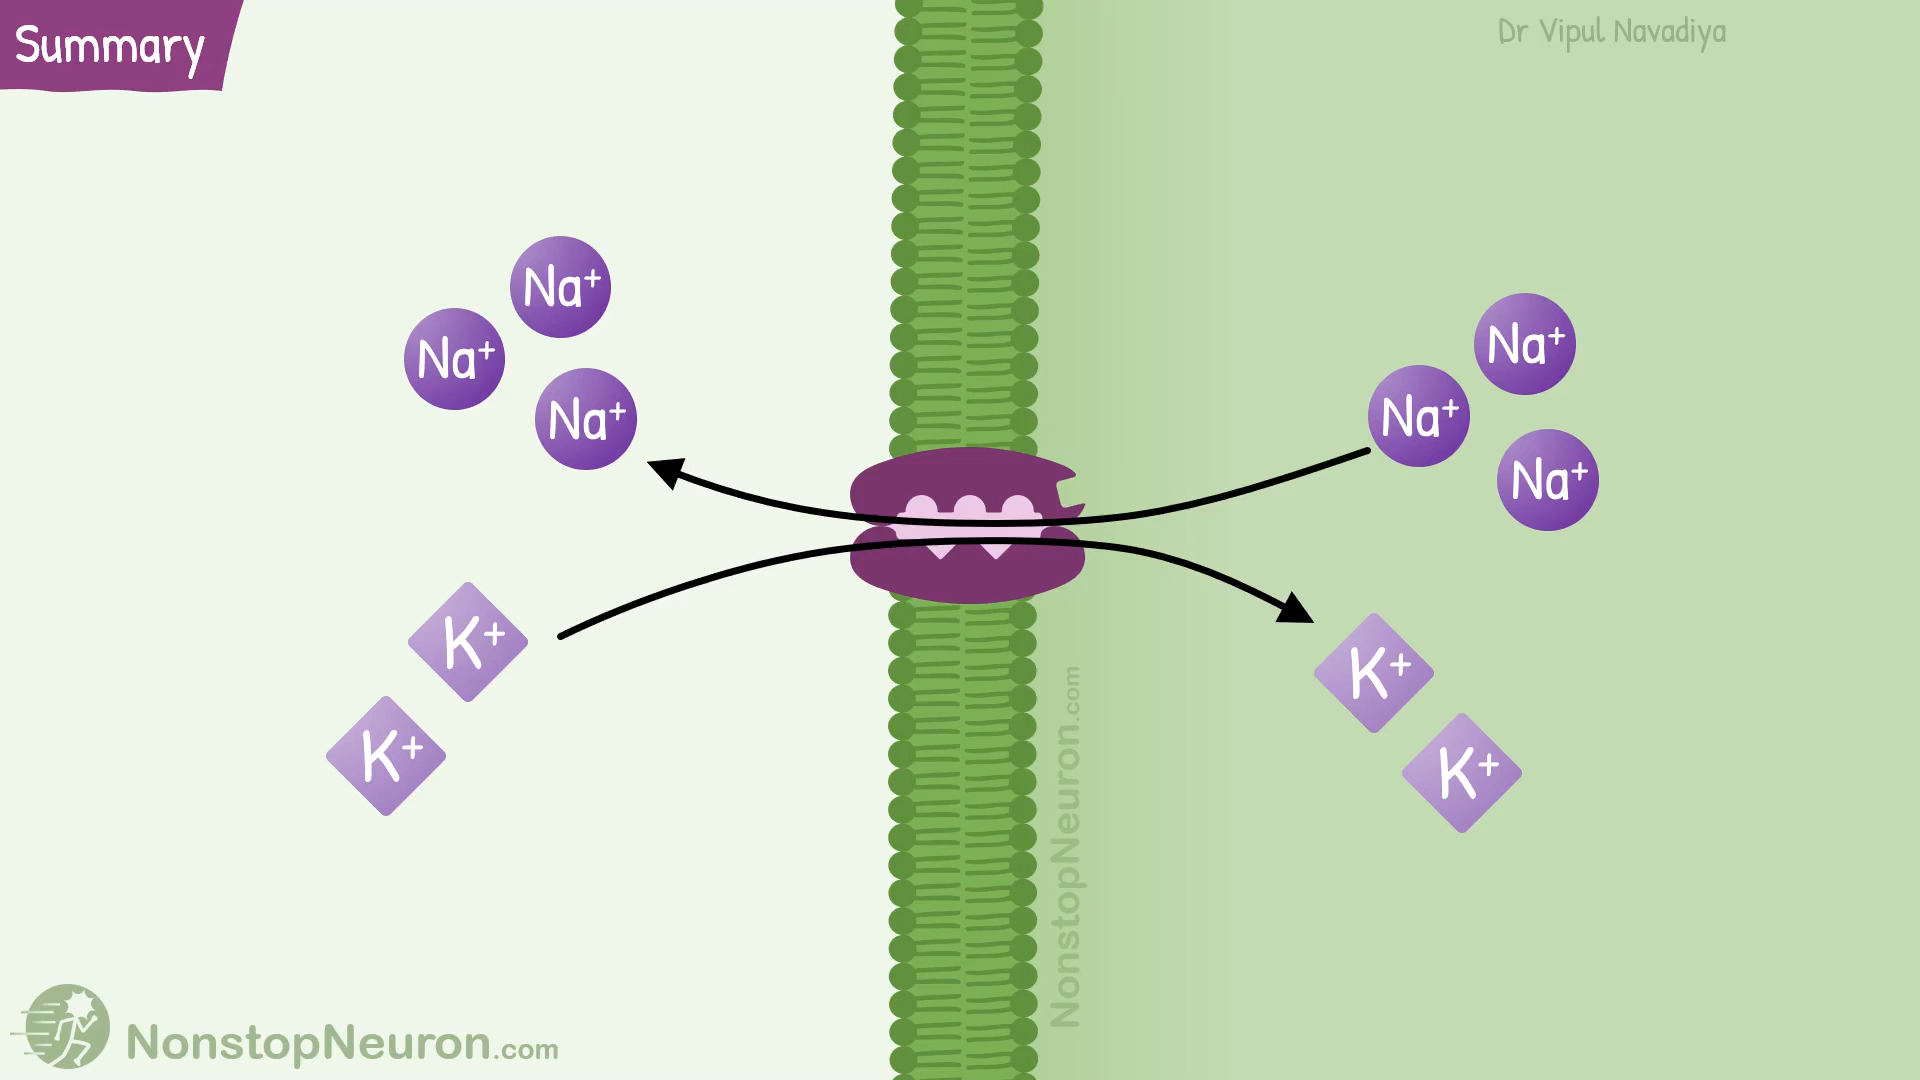 Summary
Dr Vipul Navadiya
Na⁺
Na⁺
Na⁺
Na⁺
Na⁺
Na⁺
K⁺
K⁺
K⁺
K⁺
NonstopNeuron.com
NonstopNeuron.com